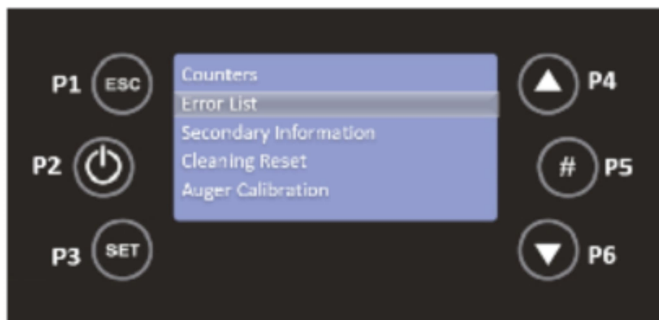 P1 ESC
P2
P3 SET
Counters
Error List
Secondary Information
Cleaning Reset
Auger Calibration
P4
# P5
P6